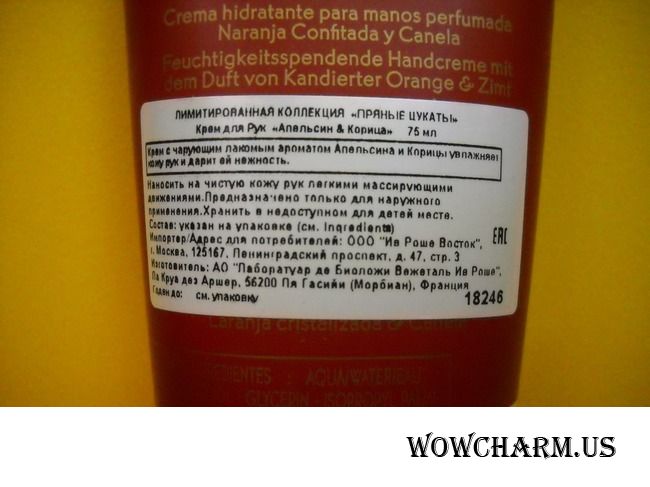 Crema hidratante para manos perfumada
Naranja Confitada y Canela
Feuchtigkeitsspendende Handcreme mit
dem Duft von Kandierter Orange & Zimt
ЛИМИТИРОВАННАЯ КОЛЛЕКЦИЯ «ПРЯНЫЕ ЦУКАТЫ»
Крем для Рук «Апельсин & Корица» 75 мл
Крем с чарующим лакомым ароматом Апельсина и Корицы увлажняет
кожу рук и дарит ей нежность.
Наносить на чистую кожу рук легкими массирующими
движениями.Предназначено только для наружного
применения.Хранить в недоступном для детей месте.
Состав: указан на упаковке (см. Ingredients)
Импортер/Адрес для потребителей: ООО "Ив Роше Восток", EAC
г. Москва, 125167, Ленинградский проспект, д. 47, стр. 3
Изготовитель: АО "Лаборатуар де Биоложи Вежеталь Ив Роше",
Ла Круа дез Аршер, 56200 Ля Гасийи (Морбиан), Франция
Годен до: см. упаковку 18246
Laranja cristalizada & Canela
: AQUA/WATER/EAU
GLYCERIN
WOWCHARM.US